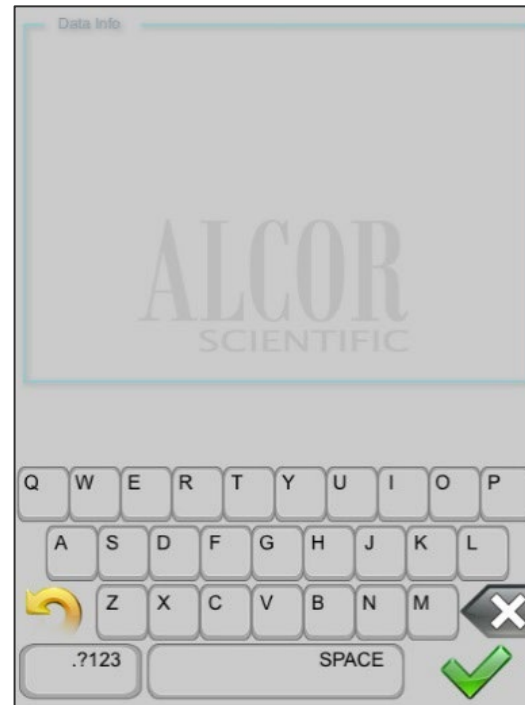 Data Info
ALCOR
SCIENTIFIC
Q W E R T Y U I O P
A S D F G H J K L
Z X C V B N M
.?123 SPACE